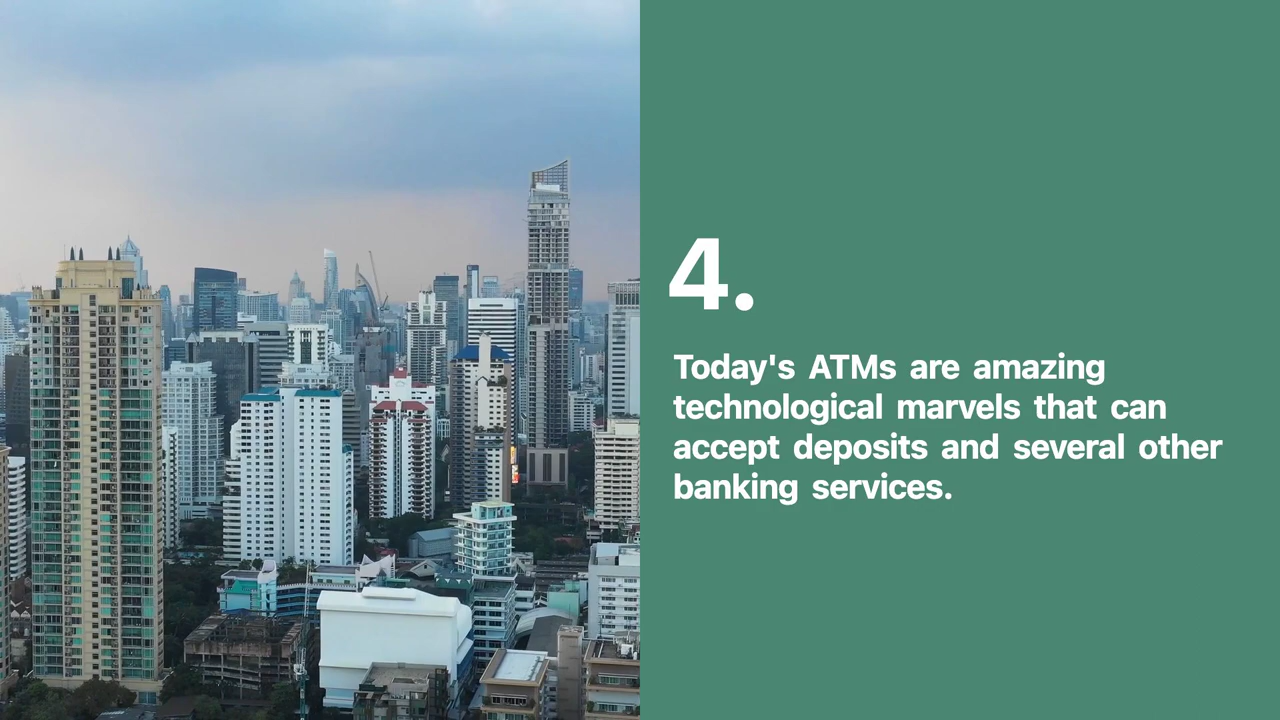 4.
Today's ATMs are amazing
technological marvels that can
accept deposits and several other
banking services.